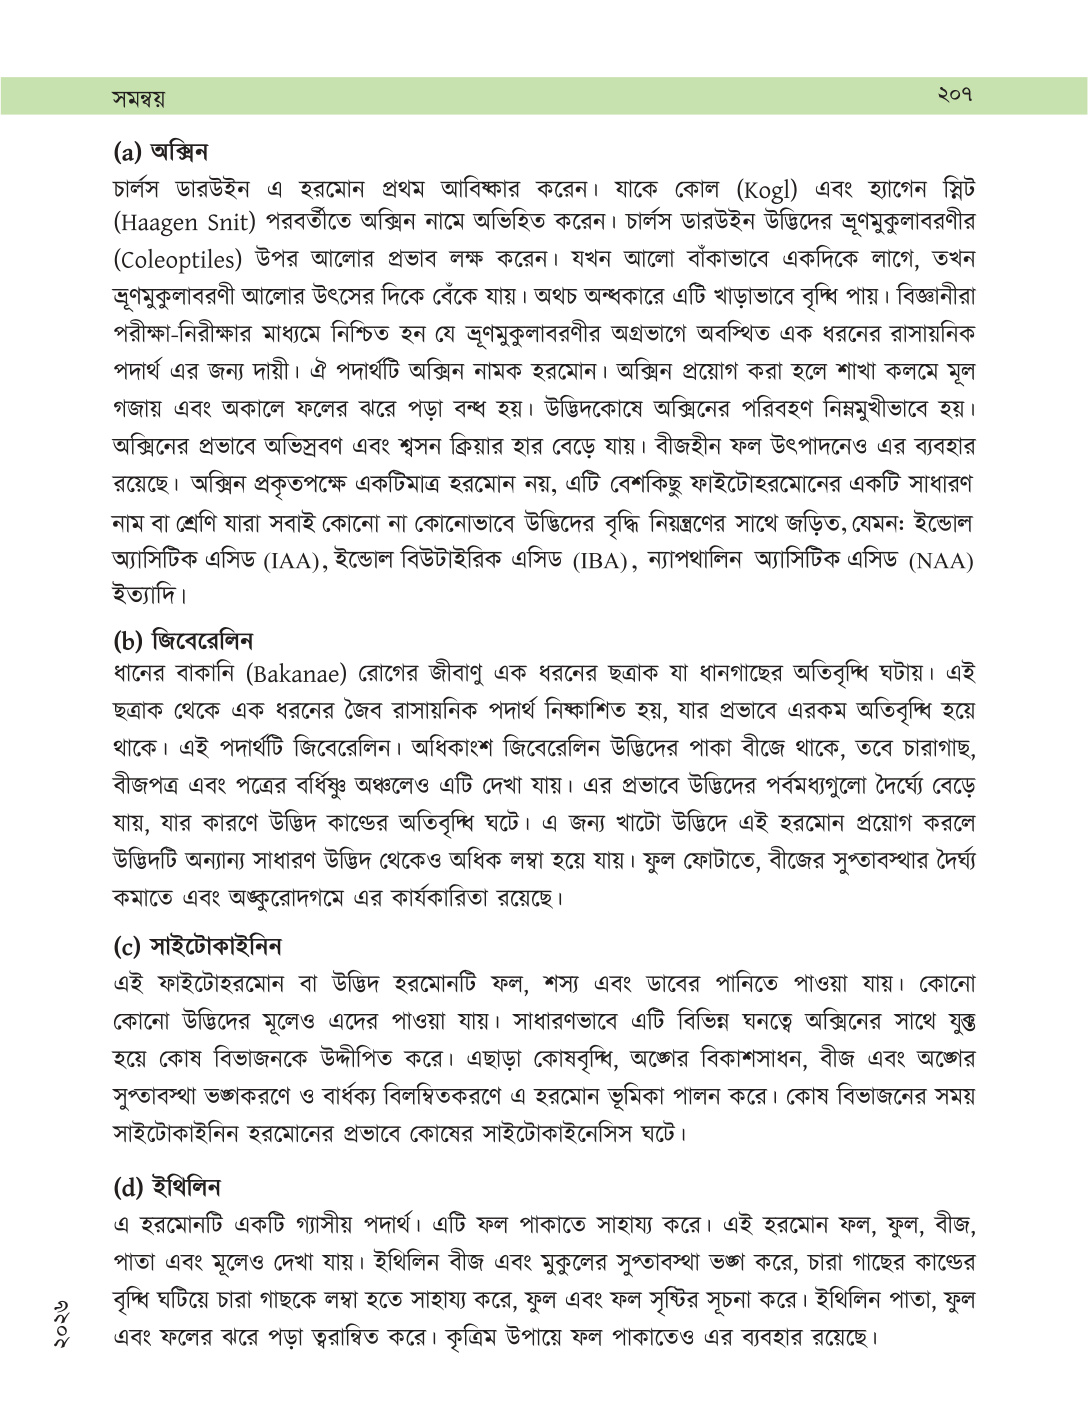 সমন্বয়
২০৭
(a) অক্সিন
চার্লস ডারউইন এ হরমোন প্রথম আবিষ্কার করেন। যাকে কোল (Kogl) এবং হ্যাগেন স্নিট
(Haagen Snit) পরবর্তীতে অক্সিন নামে অভিহিত করেন। চার্লস ডারউইন উদ্ভিদের ভ্রূণমুকুলাবরণীর
(Coleoptiles) উপর আলোর প্রভাব লক্ষ করেন। যখন আলো বাঁকাভাবে একদিকে লাগে, তখন
ভ্রূণমুকুলাবরণী আলোর উৎসের দিকে বেঁকে যায়। অথচ অন্ধকারে এটি খাড়াভাবে বৃদ্ধি পায়। বিজ্ঞানীরা
পরীক্ষা-নিরীক্ষার মাধ্যমে নিশ্চিত হন যে ভ্রূণমুকুলাবরণীর অগ্রভাগে অবস্থিত এক ধরনের রাসায়নিক
পদার্থ এর জন্য দায়ী। ঐ পদার্থটি অক্সিন নামক হরমোন। অক্সিন প্রয়োগ করা হলে শাখা কলমে মূল
গজায় এবং অকালে ফলের ঝরে পড়া বন্ধ হয়। উদ্ভিদকোষে অক্সিনের পরিবহণ নিম্নমুখীভাবে হয়।
অক্সিনের প্রভাবে অভিস্রবণ এবং শ্বসন ক্রিয়ার হার বেড়ে যায়। বীজহীন ফল উৎপাদনেও এর ব্যবহার
রয়েছে। অক্সিন প্রকৃতপক্ষে একটিমাত্র হরমোন নয়, এটি বেশকিছু ফাইটোহরমোনের একটি সাধারণ
নাম বা শ্রেণি যারা সবাই কোনো না কোনোভাবে উদ্ভিদের বৃদ্ধি নিয়ন্ত্রণের সাথে জড়িত, যেমন: ইন্ডোল
অ্যাসিটিক এসিড (IAA), ইন্ডোল বিউটাইরিক এসিড (IBA), ন্যাপথালিন অ্যাসিটিক এসিড (NAA)
ইত্যাদি।
(b) জিবেরেলিন
ধানের বাকানি (Bakanae) রোগের জীবাণু এক ধরনের ছত্রাক যা ধানগাছের অতিবৃদ্ধি ঘটায়। এই
ছত্রাক থেকে এক ধরনের জৈব রাসায়নিক পদার্থ নিষ্কাশিত হয়, যার প্রভাবে এরকম অতিবৃদ্ধি হয়ে
থাকে। এই পদার্থটি জিবেরেলিন। অধিকাংশ জিবেরেলিন উদ্ভিদের পাকা বীজে থাকে, তবে চারাগাছ,
বীজপত্র এবং পত্রের বর্ধিষ্ণু অঞ্চলেও এটি দেখা যায়। এর প্রভাবে উদ্ভিদের পর্বমধ্যগুলো দৈর্ঘ্যে বেড়ে
যায়, যার কারণে উদ্ভিদ কাণ্ডের অতিবৃদ্ধি ঘটে। এ জন্য খাটো উদ্ভিদে এই হরমোন প্রয়োগ করলে
উদ্ভিদটি অন্যান্য সাধারণ উদ্ভিদ থেকেও অধিক লম্বা হয়ে যায়। ফুল ফোটাতে, বীজের সুপ্তাবস্থার দৈর্ঘ্য
কমাতে এবং অঙ্কুরোদগমে এর কার্যকারিতা রয়েছে।
(c) সাইটোকাইনিন
এই ফাইটোহরমোন বা উদ্ভিদ হরমোনটি ফল, শস্য এবং ডাবের পানিতে পাওয়া যায়। কোনো
কোনো উদ্ভিদের মূলেও এদের পাওয়া যায়। সাধারণভাবে এটি বিভিন্ন ঘনত্বে অক্সিনের সাথে যুক্ত
হয়ে কোষ বিভাজনকে উদ্দীপিত করে। এছাড়া কোষবৃদ্ধি, অঙ্গের বিকাশসাধন, বীজ এবং অঙ্গের
সুপ্তাবস্থা ভঙ্গকরণে ও বার্ধক্য বিলম্বিতকরণে এ হরমোন ভূমিকা পালন করে। কোষ বিভাজনের সময়
সাইটোকাইনিন হরমোনের প্রভাবে কোষের সাইটোকাইনেসিস ঘটে।
(d) ইথিলিন
এ হরমোনটি একটি গ্যাসীয় পদার্থ। এটি ফল পাকাতে সাহায্য করে। এই হরমোন ফল, ফুল, বীজ,
পাতা এবং মূলেও দেখা যায়। ইথিলিন বীজ এবং মুকুলের সুপ্তাবস্থা ভঙ্গ করে, চারা গাছের কাণ্ডের
বৃদ্ধি ঘটিয়ে চারা গাছকে লম্বা হতে সাহায্য করে, ফুল এবং ফল সৃষ্টির সূচনা করে। ইথিলিন পাতা, ফুল
এবং ফলের ঝরে পড়া ত্বরান্বিত করে। কৃত্রিম উপায়ে ফল পাকাতেও এর ব্যবহার রয়েছে।
২০২৬